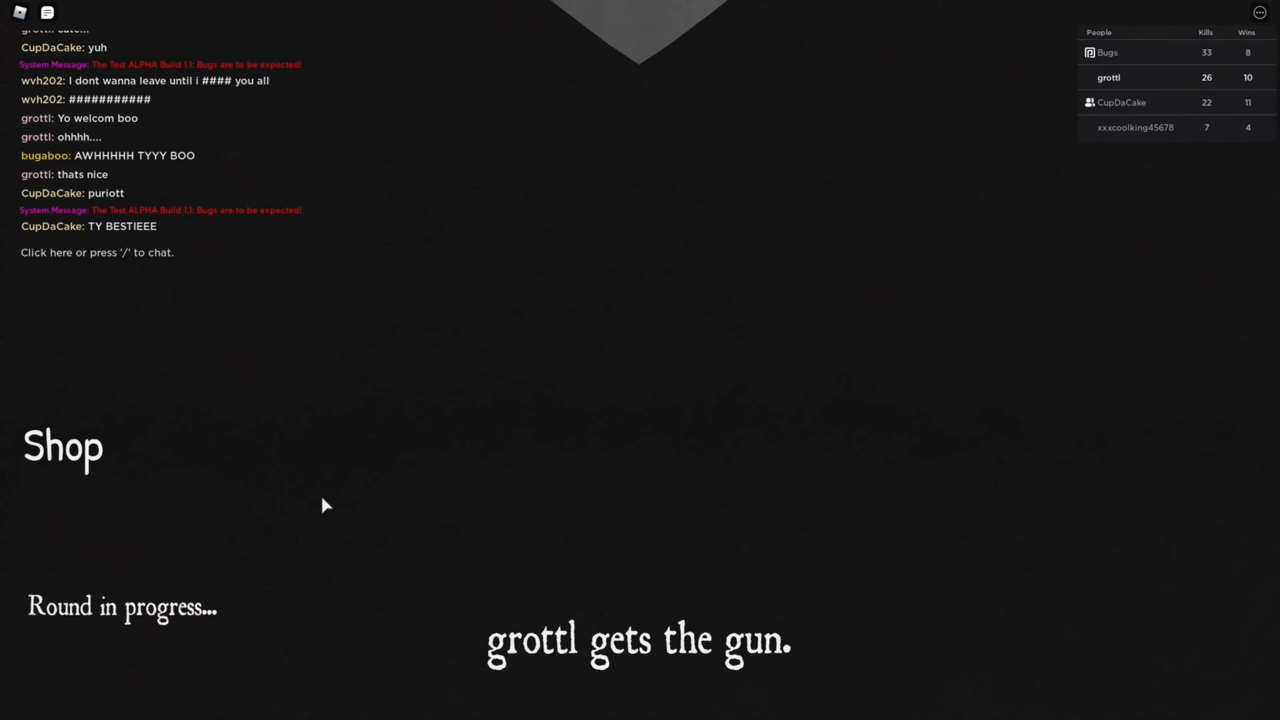 grottl: cute...
CupDaCake: yuh
System Message: The Test ALPHA Build 1.1: Bugs are to be expected!
wvh202: I dont wanna leave until i #### you all
wvh202: ###########
grottl: Yo welcom boo
grottl: ohhhh....
bugaboo: AWHHHHH TYYY BOO
grottl: thats nice
CupDaCake: puriott
System Message: The Test ALPHA Build 1.1: Bugs are to be expected!
CupDaCake: TY BESTIEEE
Click here or press '/' to chat.
People Kills Wins
Bugs 33 8
grottl 26 10
CupDaCake 22 11
xxxcoolking45678 7 4
Shop
Round in progress...
grottl gets the gun.